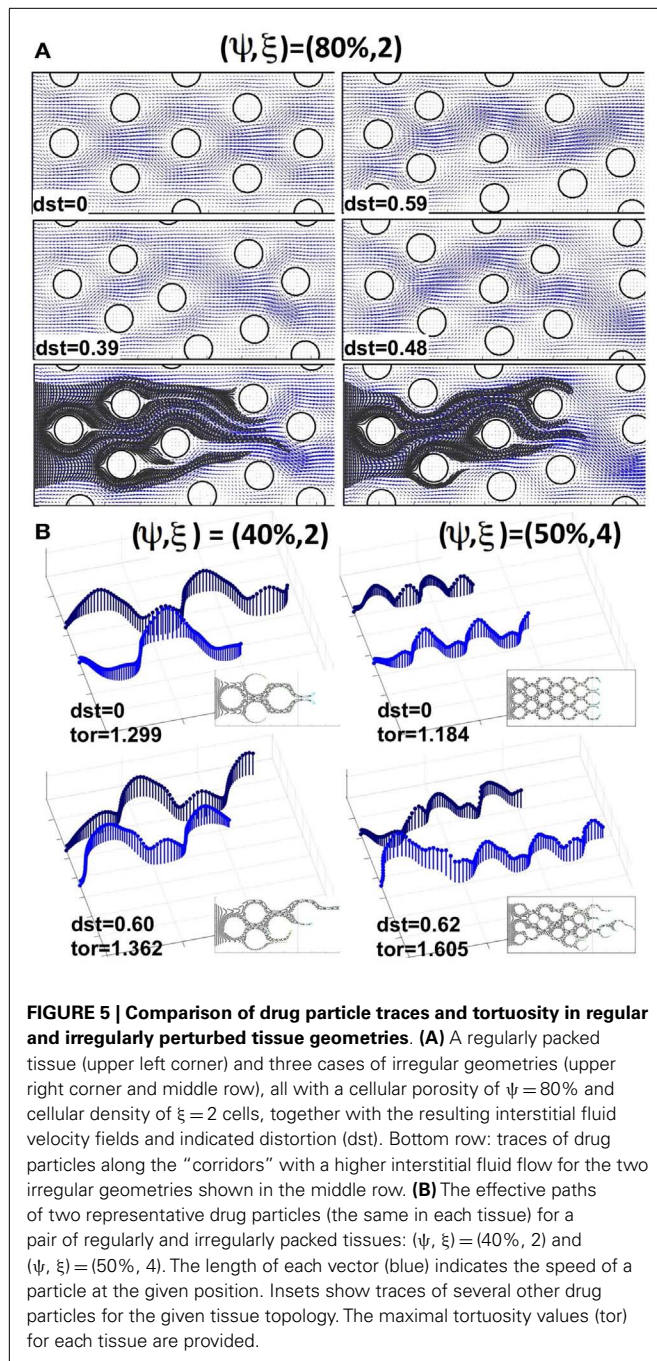 A
(ψ,ξ)=(80%,2)
dst=0
dst=0.59
dst=0.39
dst=0.48
B
(ψ,ξ) = (40%,2)
(ψ,ξ)=(50%,4)
dst=0
tor=1.299
dst=0
tor=1.184
dst=0.60
tor=1.362
dst=0.62
tor=1.605
FIGURE 5 | Comparison of drug particle traces and tortuosity in regular
and irregularly perturbed tissue geometries. (A) A regularly packed
tissue (upper left corner) and three cases of irregular geometries (upper
right corner and middle row), all with a cellular porosity of ψ = 80% and
cellular density of ξ = 2 cells, together with the resulting interstitial fluid
velocity fields and indicated distortion (dst). Bottom row: traces of drug
particles along the “corridors” with a higher interstitial fluid flow for the two
irregular geometries shown in the middle row. (B) The effective paths
of two representative drug particles (the same in each tissue) for a
pair of regularly and irregularly packed tissues: (ψ, ξ) = (40%, 2) and
(ψ, ξ) = (50%, 4). The length of each vector (blue) indicates the speed of a
particle at the given position. Insets show traces of several other drug
particles for the given tissue topology. The maximal tortuosity values (tor)
for each tissue are provided.